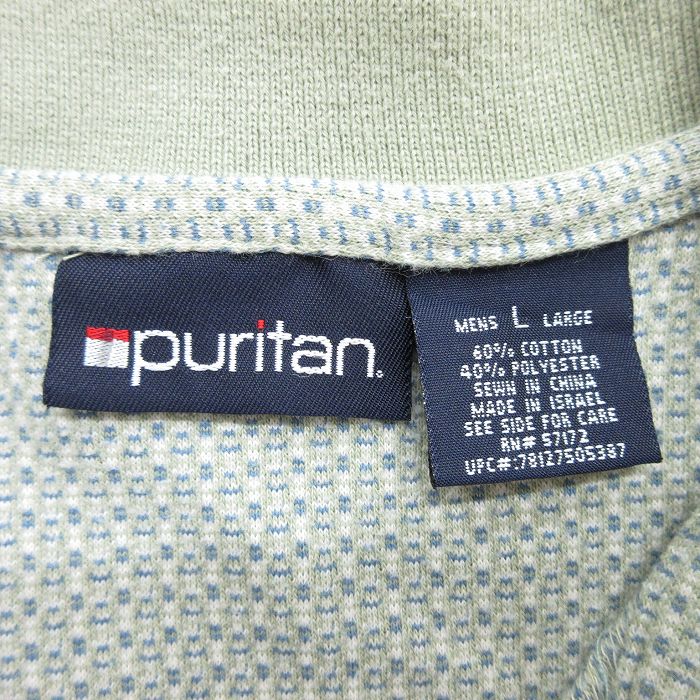 puritan.
MENS L LARGE
60% COTTON
40% POLYESTER
SEWN IN CHINA
MADE IN ISRAEL
SEE SIDE FOR CARE
RN# 57172
UPC#:78127505387